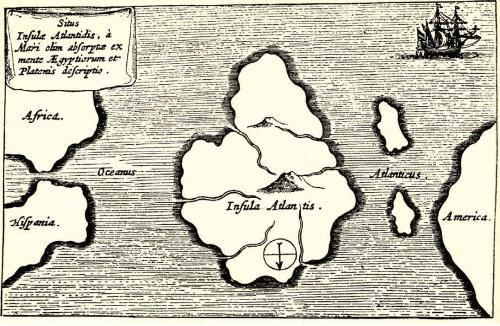 Situs
Insulæ Atlantidis, à
Mari olim absorptæ ex
mente Ægyptiorum et
Platonis descriptio.
Africa.
Oceanus
Atlanticus.
Insula Atlantis.
Hispania.
America.